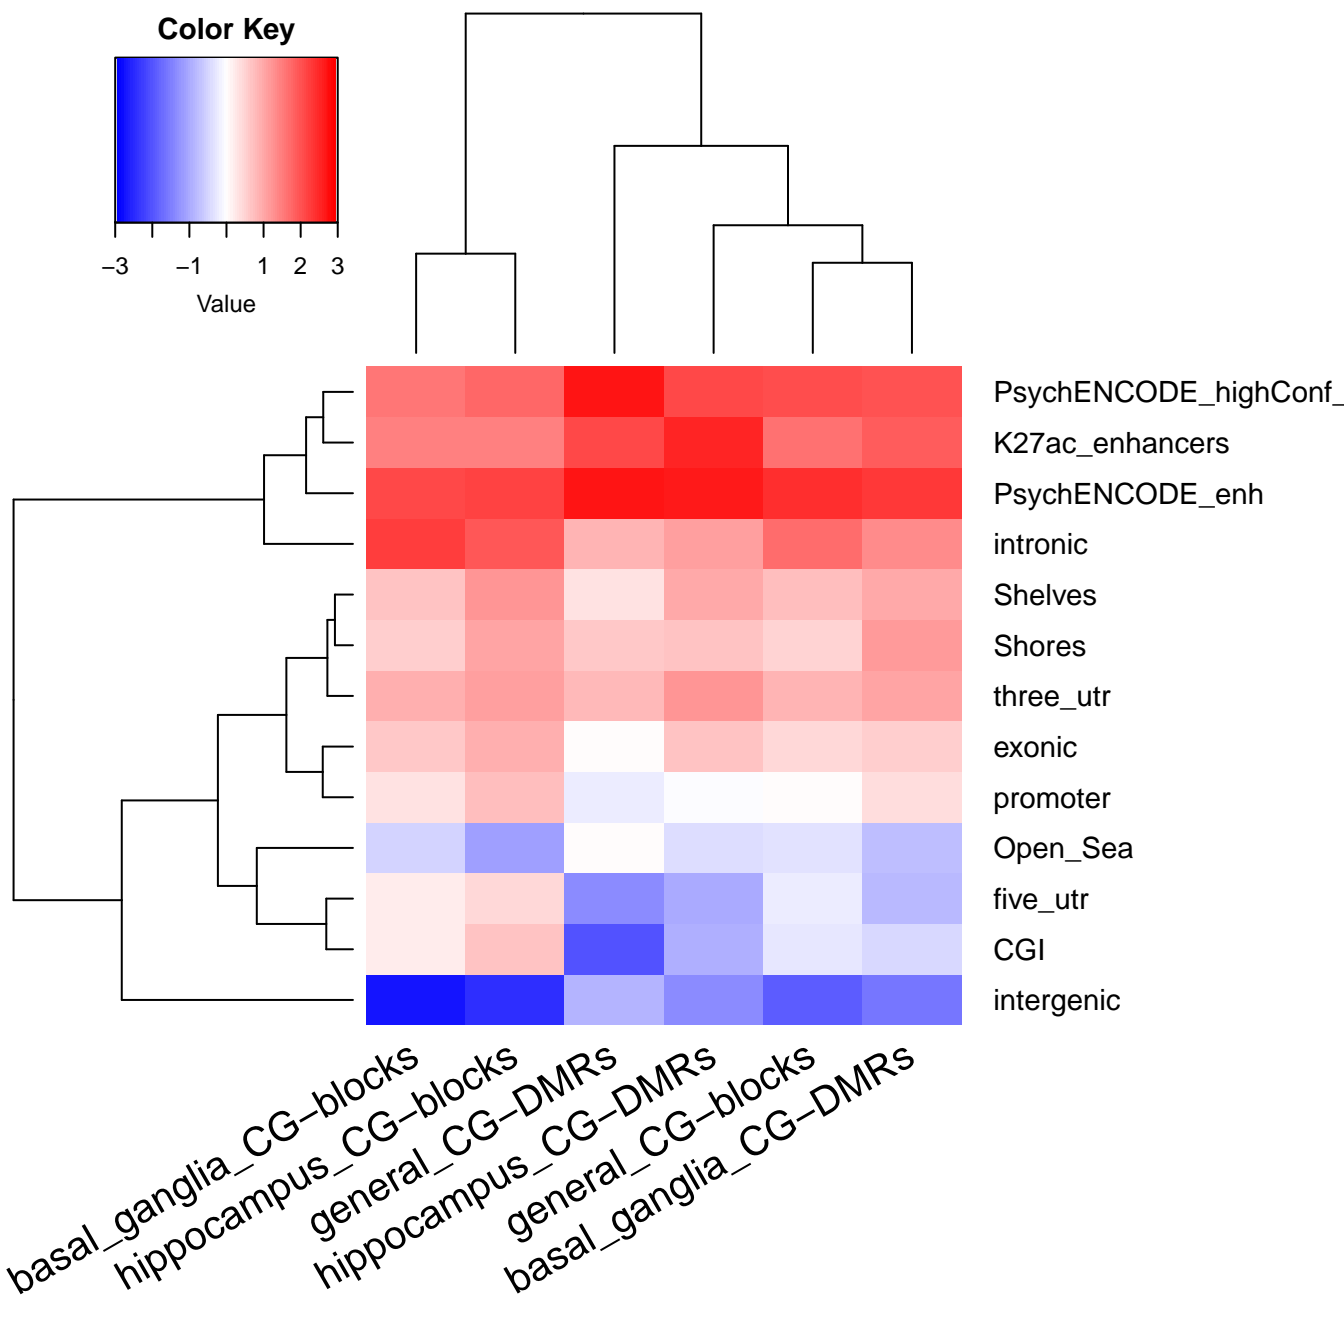 Color Key
−3 −1 1 2 3
Value
PsychENCODE_highConf_
K27ac_enhancers
PsychENCODE_enh
intronic
Shelves
Shores
three_utr
exonic
promoter
Open_Sea
five_utr
CGI
intergenic
basal_ganglia_CG−blocks
hippocampus_CG−blocks
general_CG−DMRs
hippocampus_CG−DMRs
general_CG−blocks
basal_ganglia_CG−DMRs